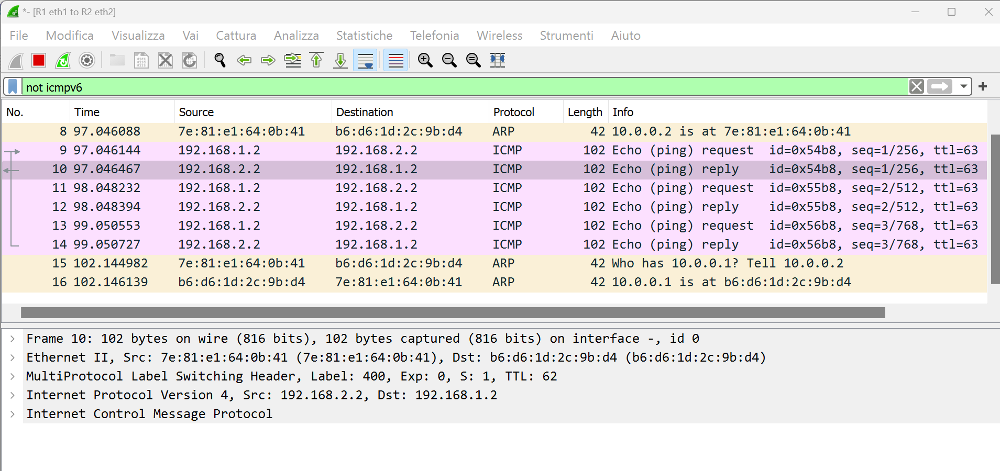 *- [R1 eth1 to R2 eth2]
File Modifica Visualizza Vai Cattura Analizza Statistiche Telefonia Wireless Strumenti Aiuto
not icmpv6
No. Time Source Destination Protocol Length Info
8 97.046088 7e:81:e1:64:0b:41 b6:d6:1d:2c:9b:d4 ARP 42 10.0.0.2 is at 7e:81:e1:64:0b:41
9 97.046144 192.168.1.2 192.168.2.2 ICMP 102 Echo (ping) request id=0x54b8, seq=1/256, ttl=63
10 97.046467 192.168.2.2 192.168.1.2 ICMP 102 Echo (ping) reply id=0x54b8, seq=1/256, ttl=63
11 98.048232 192.168.1.2 192.168.2.2 ICMP 102 Echo (ping) request id=0x55b8, seq=2/512, ttl=63
12 98.048394 192.168.2.2 192.168.1.2 ICMP 102 Echo (ping) reply id=0x55b8, seq=2/512, ttl=63
13 99.050553 192.168.1.2 192.168.2.2 ICMP 102 Echo (ping) request id=0x56b8, seq=3/768, ttl=63
14 99.050727 192.168.2.2 192.168.1.2 ICMP 102 Echo (ping) reply id=0x56b8, seq=3/768, ttl=63
15 102.144982 7e:81:e1:64:0b:41 b6:d6:1d:2c:9b:d4 ARP 42 Who has 10.0.0.1? Tell 10.0.0.2
16 102.146139 b6:d6:1d:2c:9b:d4 7e:81:e1:64:0b:41 ARP 42 10.0.0.1 is at b6:d6:1d:2c:9b:d4
Frame 10: 102 bytes on wire (816 bits), 102 bytes captured (816 bits) on interface -, id 0
Ethernet II, Src: 7e:81:e1:64:0b:41 (7e:81:e1:64:0b:41), Dst: b6:d6:1d:2c:9b:d4 (b6:d6:1d:2c:9b:d4)
MultiProtocol Label Switching Header, Label: 400, Exp: 0, S: 1, TTL: 62
Internet Protocol Version 4, Src: 192.168.2.2, Dst: 192.168.1.2
Internet Control Message Protocol